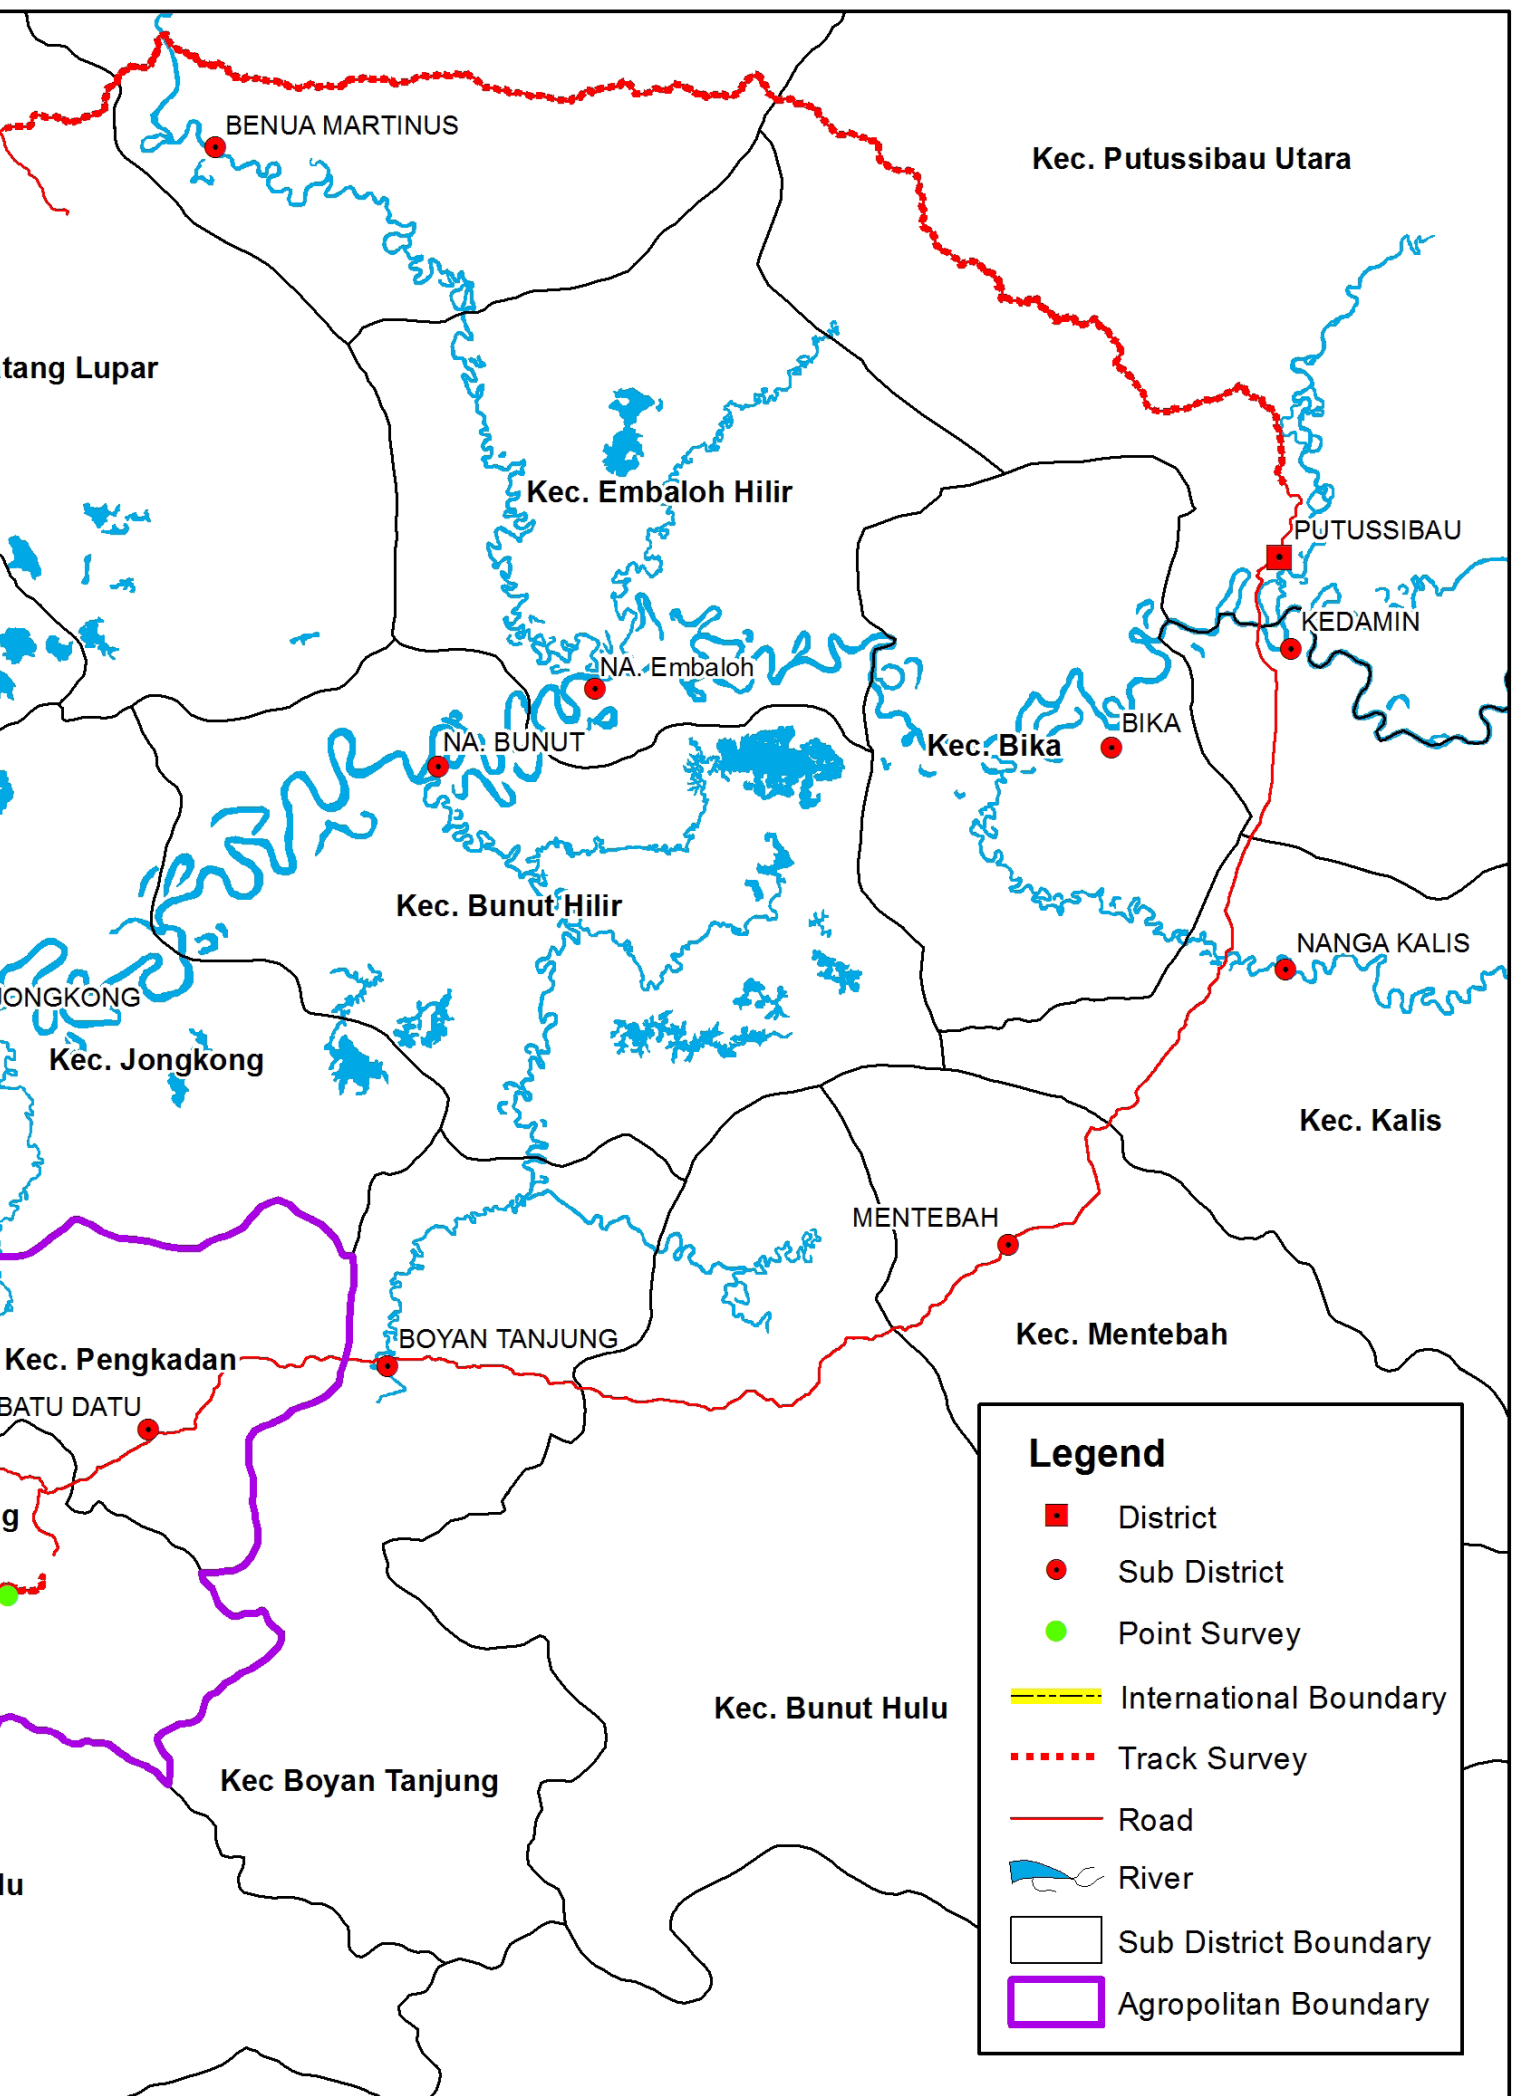 BENUA MARTINUS
Kec. Putussibau Utara
tang Lupar
Kec. Embaloh Hilir
PUTUSSIBAU
KEDAMIN
NA. Embaloh
BIKA
NA. BUNUT
Kec. Bika
Kec. Bunut Hilir
NANGA KALIS
JONGKONG
Kec. Jongkong
Kec. Kalis
MENTEBAH
BOYAN TANJUNG
Kec. Mentebah
Kec. Pengkadan
BATU DATU
g
Kec. Bunut Hulu
Kec Boyan Tanjung
lu
Legend
District
Sub District
Point Survey
International Boundary
Track Survey
Road
River
Sub District Boundary
Agropolitan Boundary